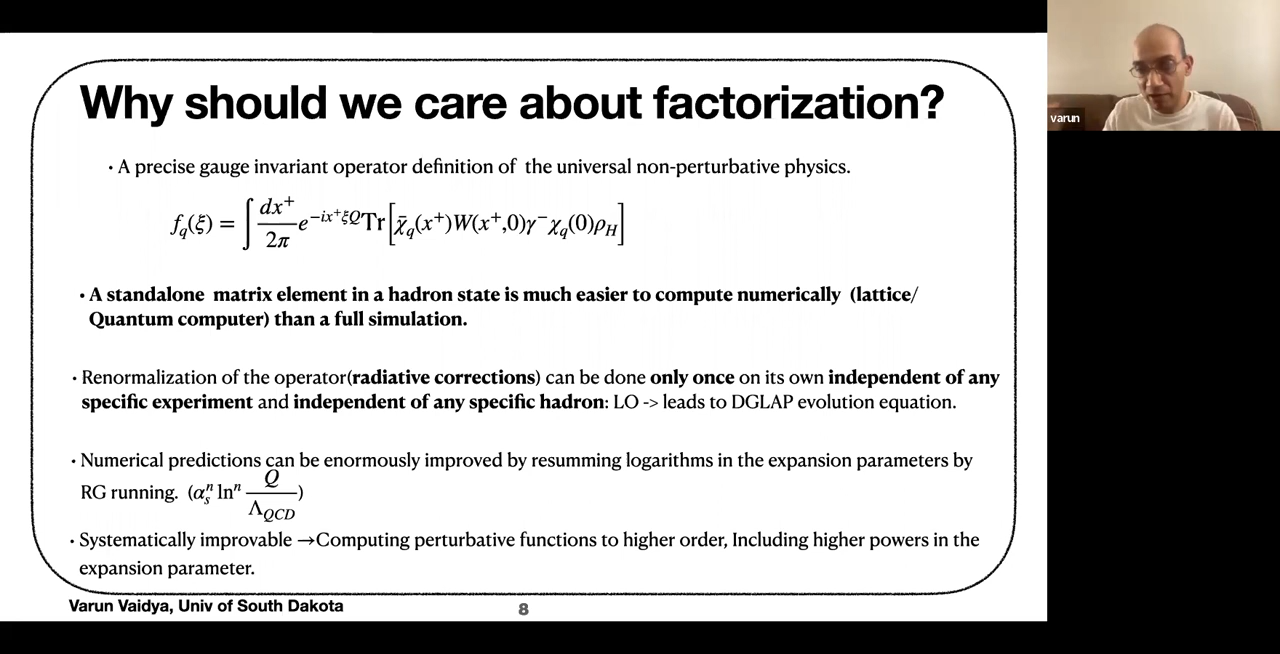 Why should we care about factorization?
· A precise gauge invariant operator definition of the universal non-perturbative physics.
f_q(ξ) = ∫ dx⁺/2π e^{−ix⁺ξQ} Tr[χ̄_q(x⁺)W(x⁺,0)γ⁻χ_q(0)ρ_H]
· A standalone matrix element in a hadron state is much easier to compute numerically (lattice/
Quantum computer) than a full simulation.
· Renormalization of the operator(radiative corrections) can be done only once on its own independent of any
specific experiment and independent of any specific hadron: LO -> leads to DGLAP evolution equation.
· Numerical predictions can be enormously improved by resumming logarithms in the expansion parameters by
RG running. (α_s^n ln^n Q/Λ_QCD)
· Systematically improvable →Computing perturbative functions to higher order, Including higher powers in the
expansion parameter.
Varun Vaidya, Univ of South Dakota
8
varun